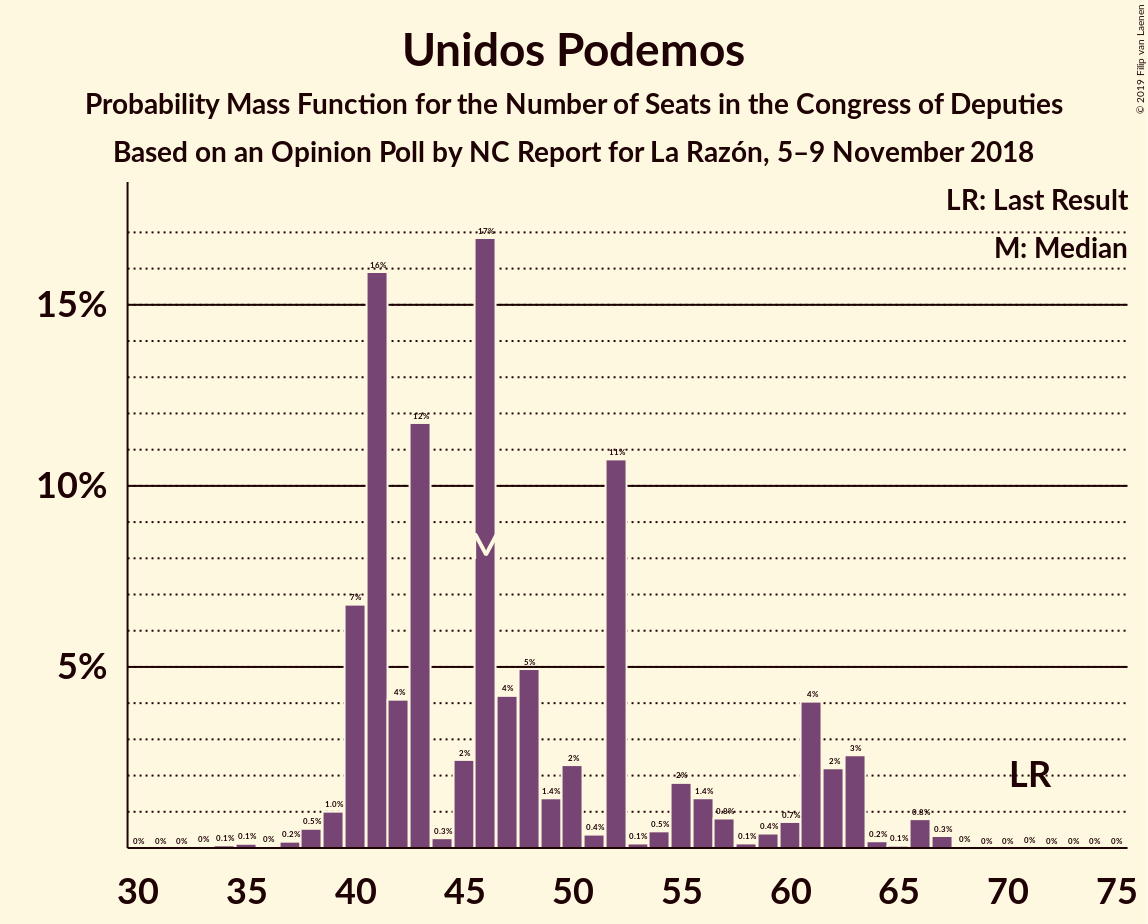 © 2019 Filip van Laenen
Unidos Podemos
Probability Mass Function for the Number of Seats in the Congress of Deputies
Based on an Opinion Poll by NC Report for La Razón, 5–9 November 2018
LR: Last Result
M: Median
15%
10%
5%
0% 0% 0% 0% 0.1% 0.1% 0% 0.2% 0.5% 1.0% 7% 16% 4% 12% 0.3% 2% 17% 4% 5% 1.4% 2% 0.4% 11% 0.1% 0.5% 2% 1.4% 0.8% 0.1% 0.4% 0.7% 4% 2% 3% 0.2% 0.1% 0.8% 0.3% 0% 0% 0% 0% 0% 0% 0% 0%
M
LR
30 35 40 45 50 55 60 65 70 75